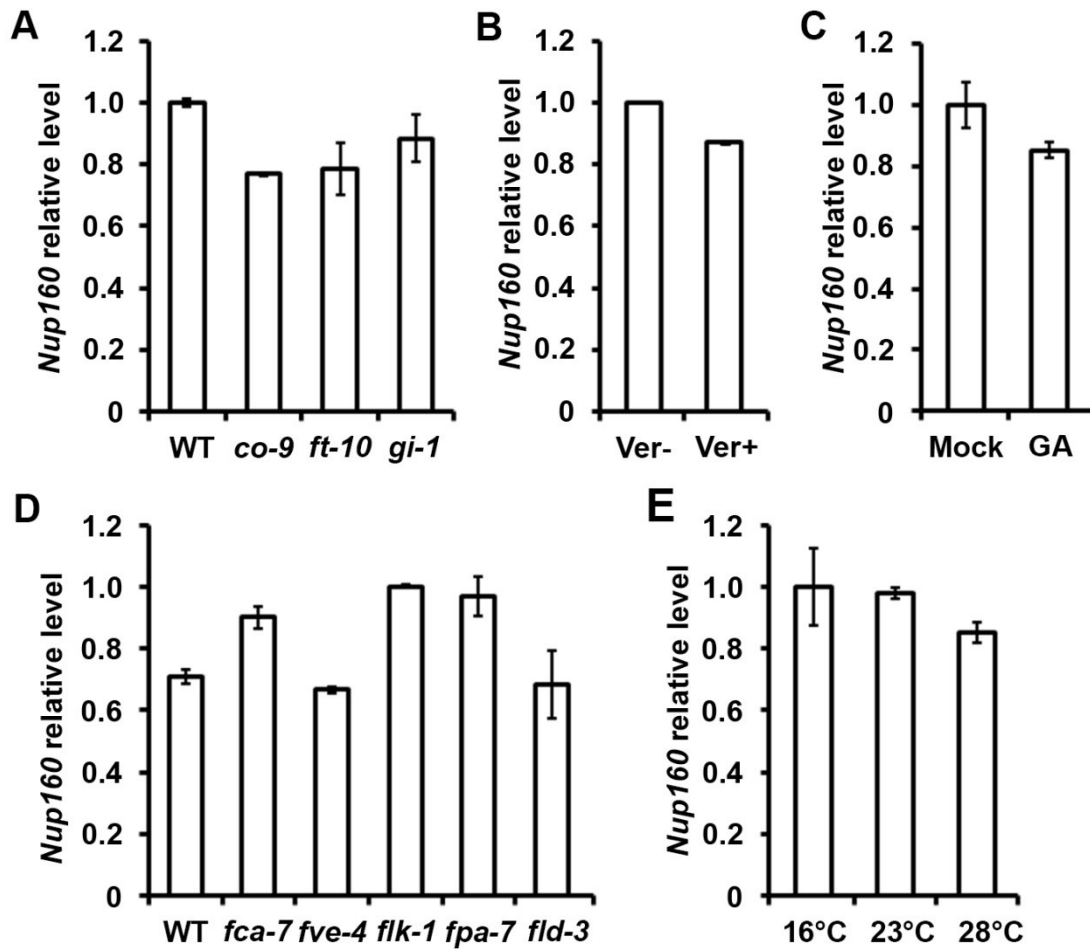 A
Nup160 relative level
1.2
1.0
0.8
0.6
0.4
0.2
0
WT co-9 ft-10 gi-1
B
Nup160 relative level
1.2
1.0
0.8
0.6
0.4
0.2
0
Ver- Ver+
C
Nup160 relative level
1.2
1.0
0.8
0.6
0.4
0.2
0
Mock GA
D
Nup160 relative level
1.2
1.0
0.8
0.6
0.4
0.2
0
WT fca-7 fve-4 flk-1 fpa-7 fld-3
E
Nup160 relative level
1.2
1.0
0.8
0.6
0.4
0.2
0
16°C 23°C 28°C